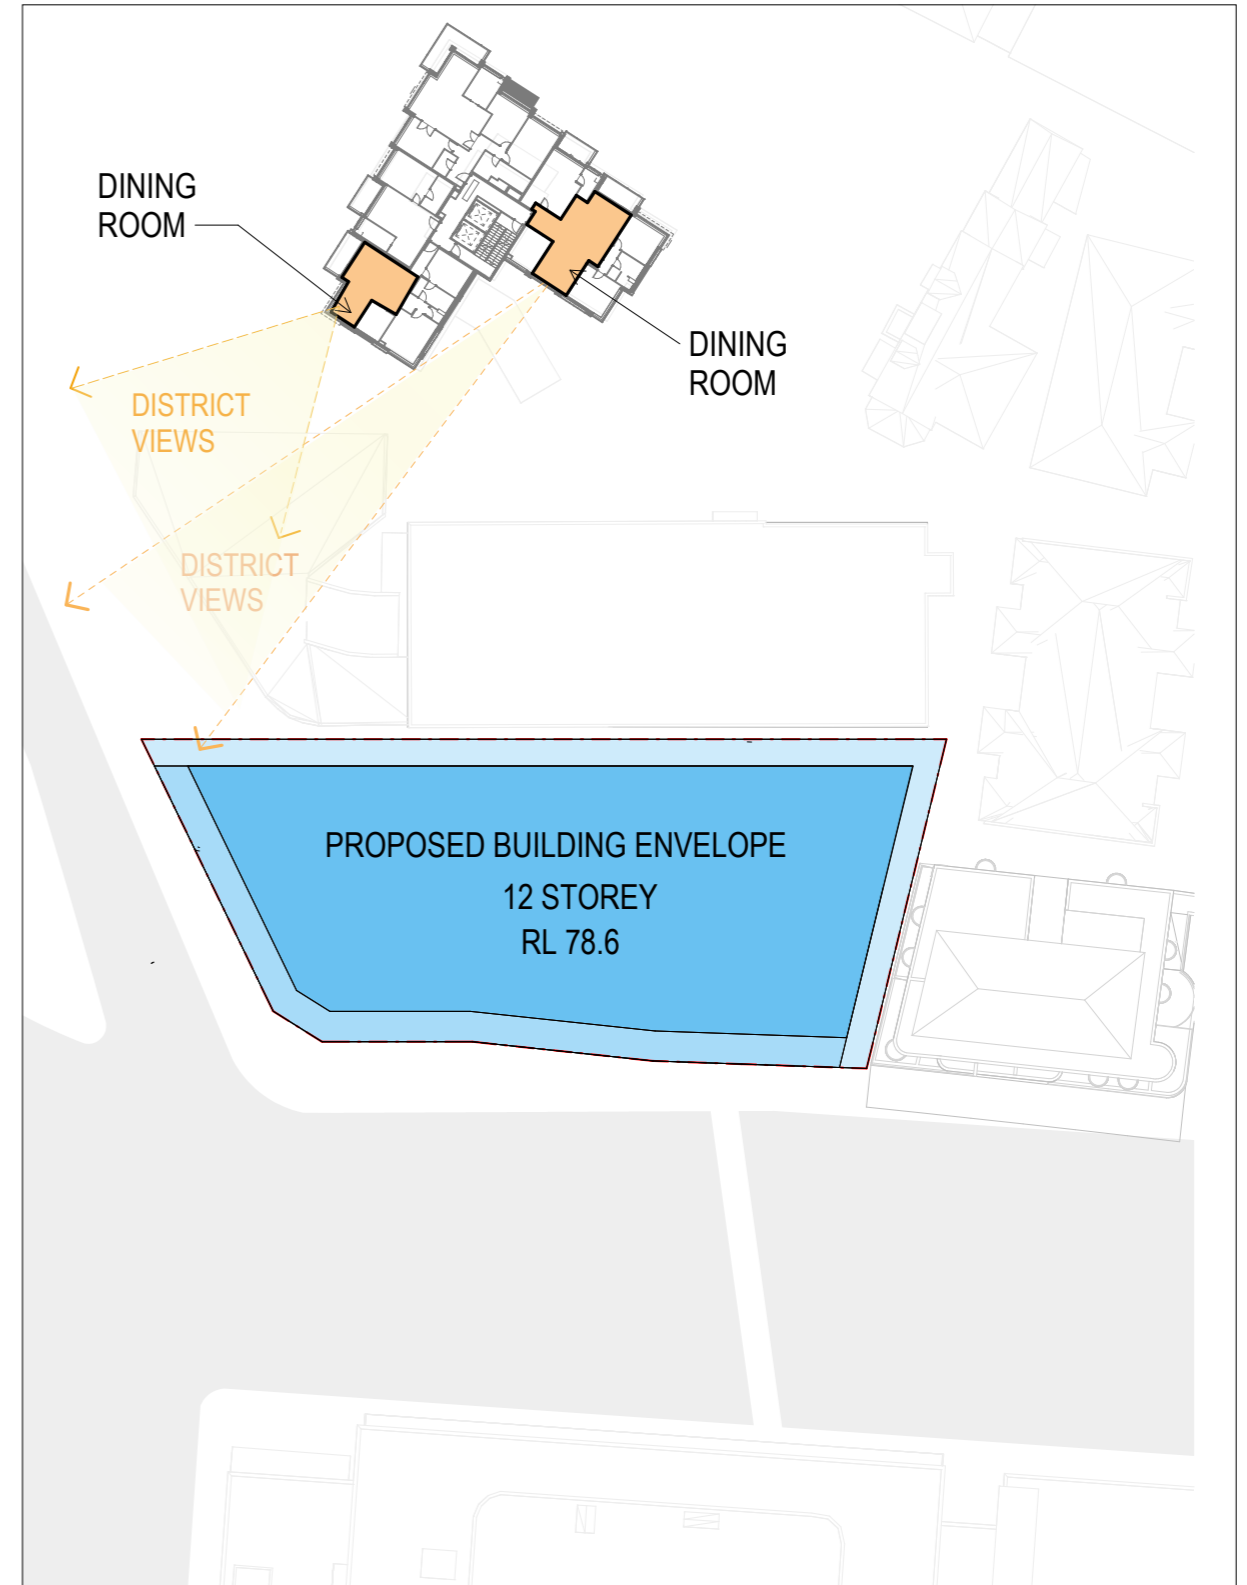 DINING
ROOM
DINING
ROOM
DISTRICT
VIEWS
DISTRICT
VIEWS
PROPOSED BUILDING ENVELOPE
12 STOREY
RL 78.6